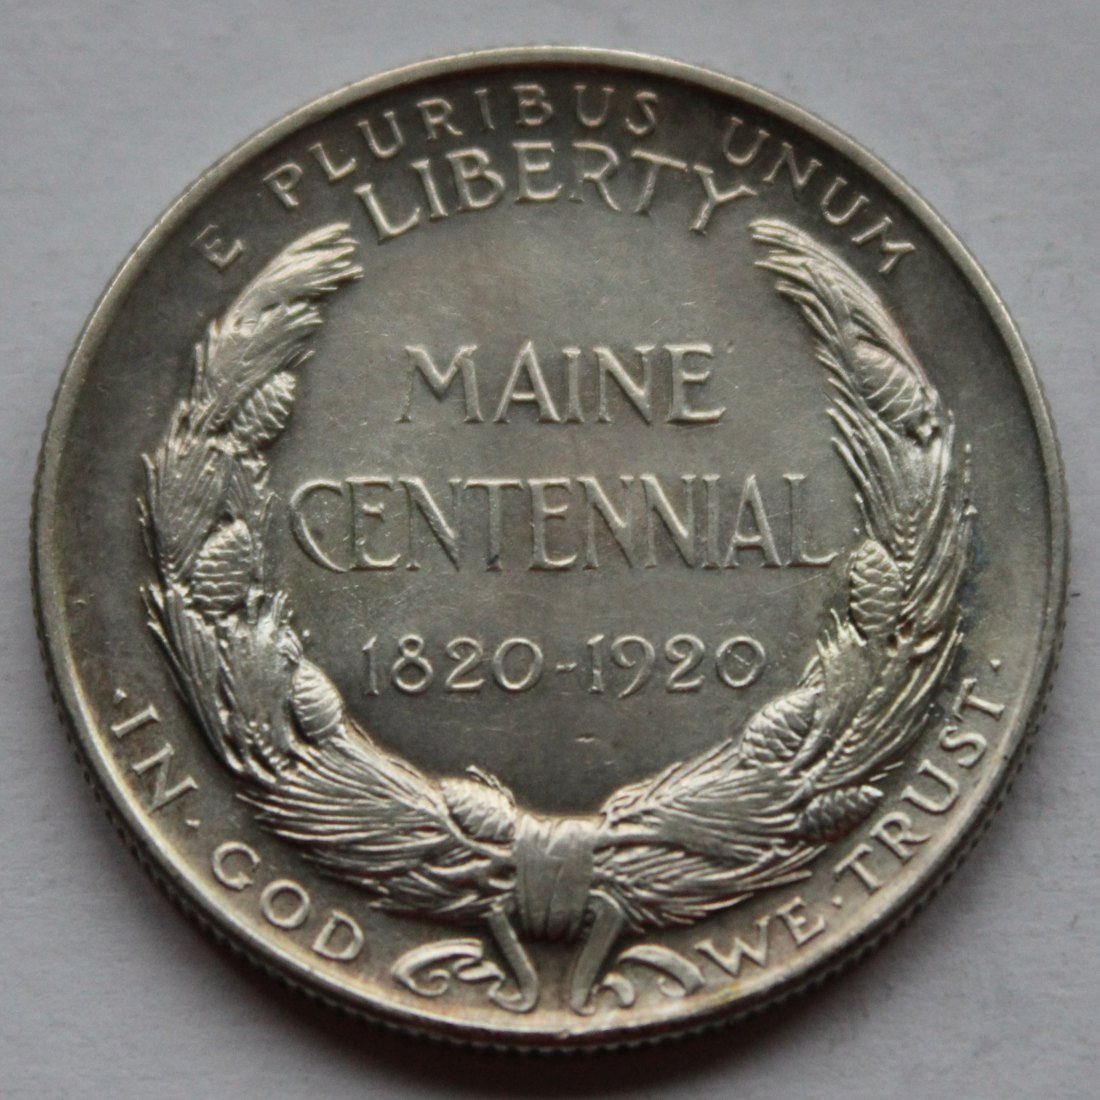 E PLURIBUS UNUM
LIBERTY
MAINE
CENTENNIAL
1820-1920
·IN·GOD WE·TRUST·